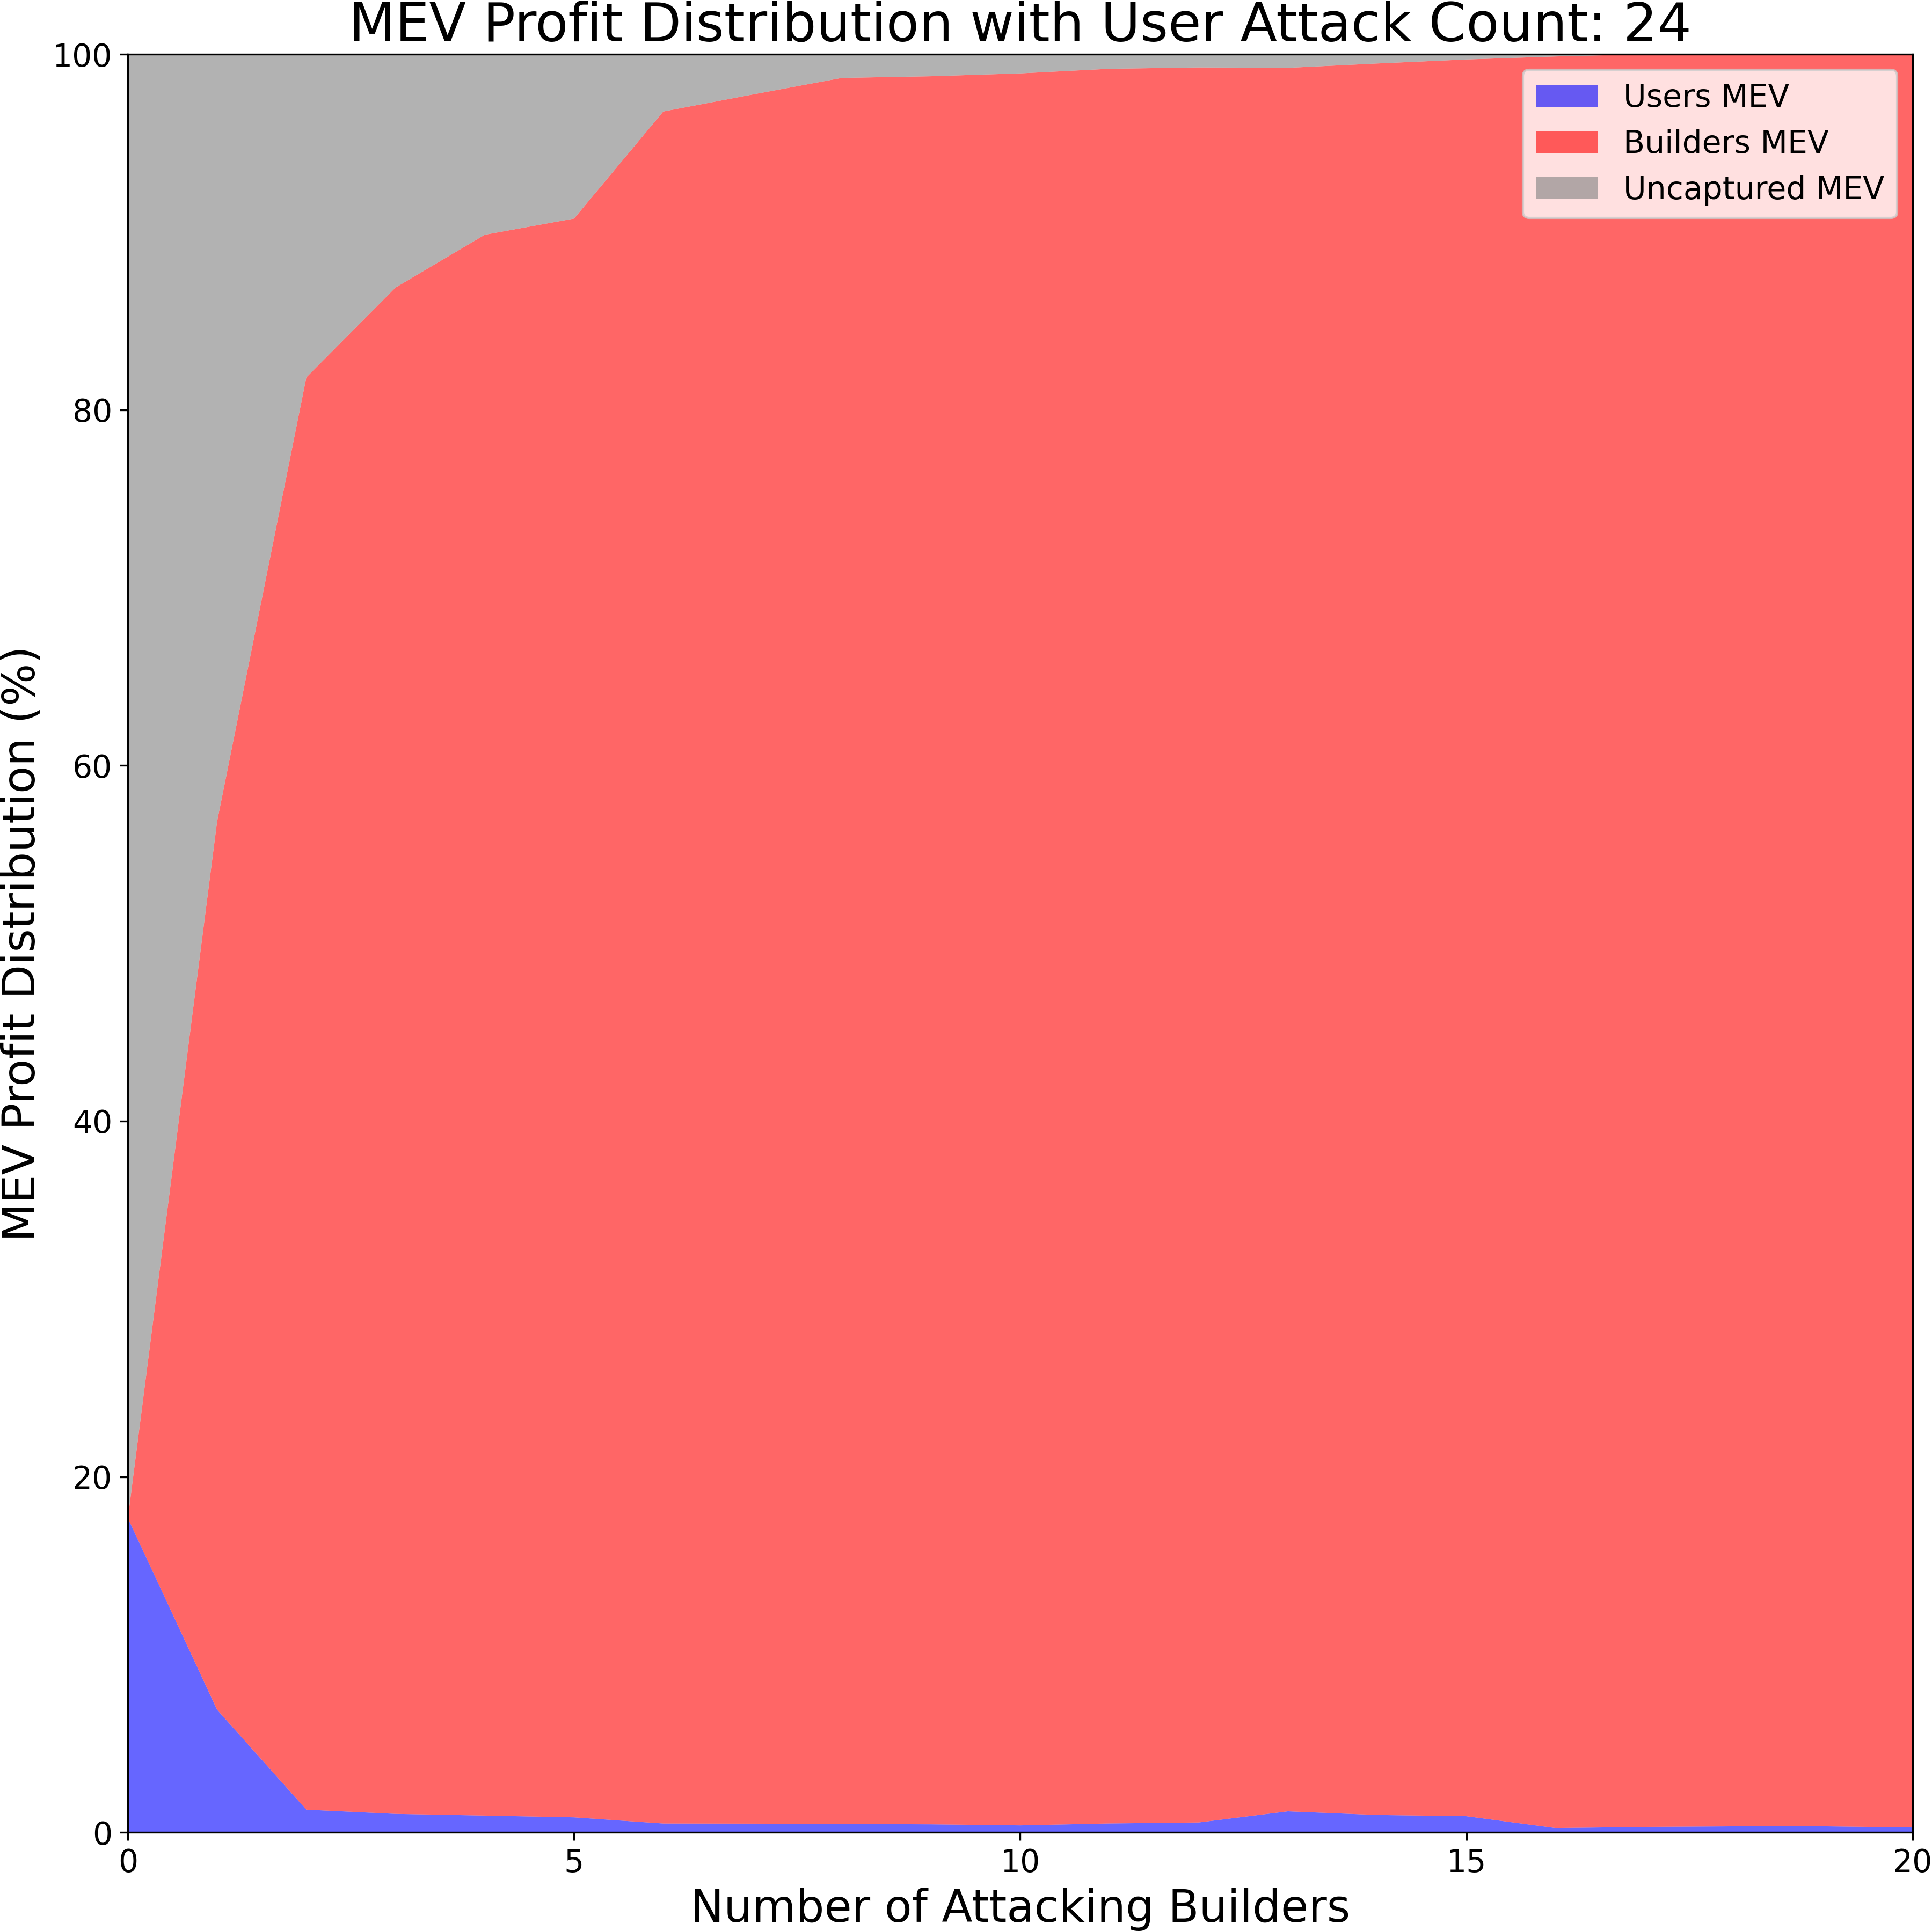 MEV Profit Distribution with User Attack Count: 24
100
80
60
40
20
0
MEV Profit Distribution (%)
Users MEV
Builders MEV
Uncaptured MEV
0
5
10
15
20
Number of Attacking Builders